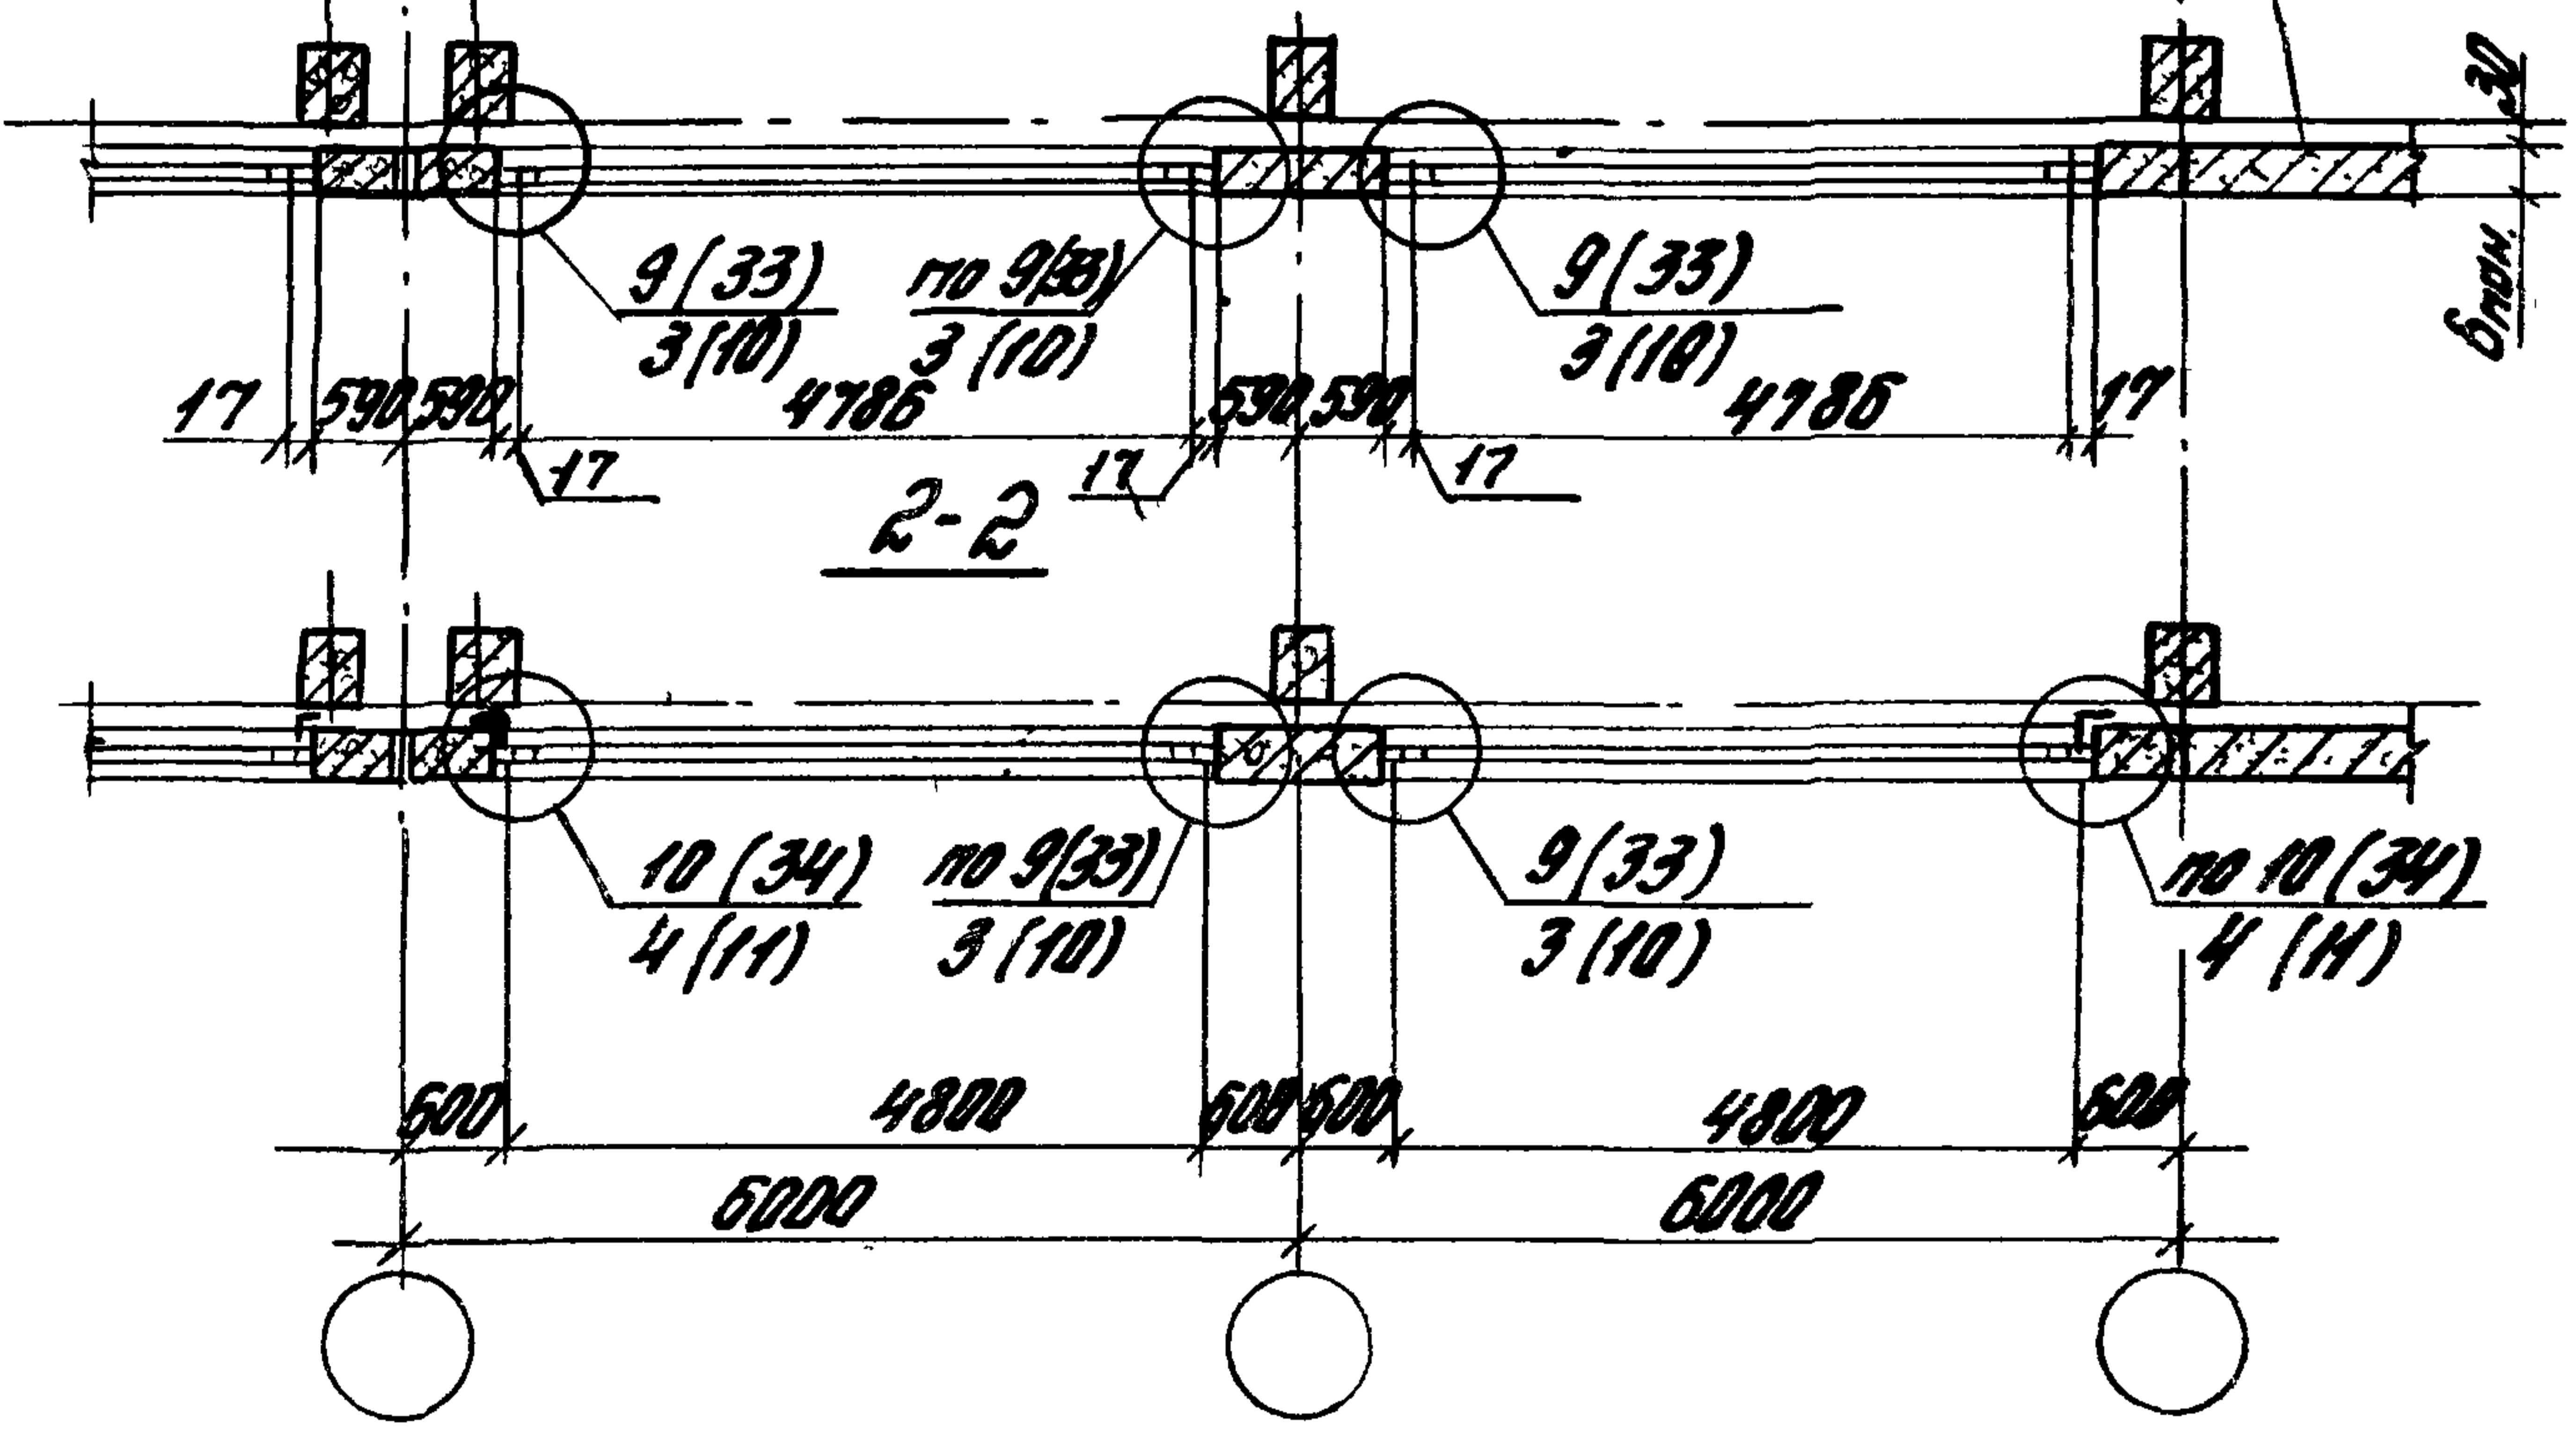 30
bпан.
9(33) по 9(33) 9(33)
3(10) 3(10) 3(10)
17 590 590 4786 590 590 4786 17
17 17 17
2-2
10(34) по 9(33) 9(33) по 10(34)
4(11) 3(10) 3(10) 4(11)
600 4800 600 600 4800 600
6000 6000